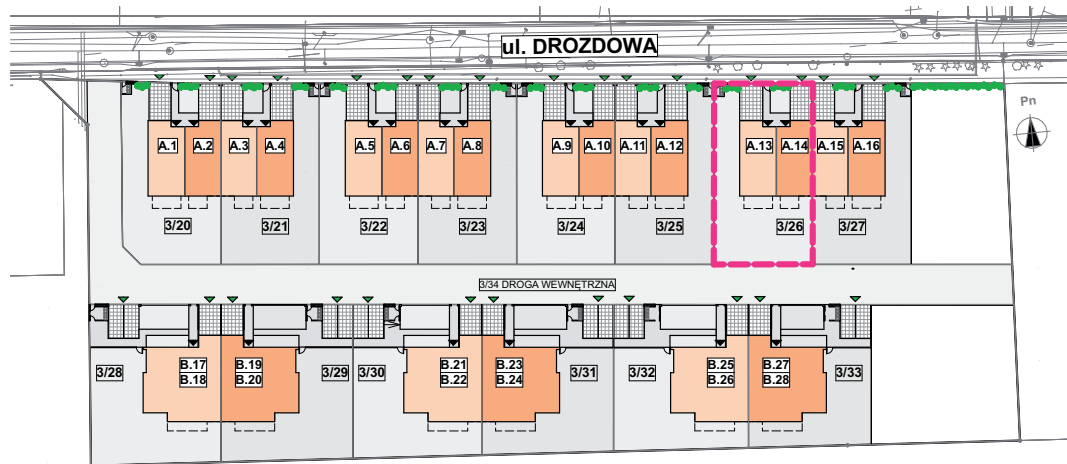 ul. DROZDOWA
Pn
A.1 A.2 A.3 A.4 A.5 A.6 A.7 A.8 A.9 A.10 A.11 A.12 A.13 A.14 A.15 A.16
3/20 3/21 3/22 3/23 3/24 3/25 3/26 3/27
3/34 DROGA WEWNĘTRZNA
3/28 B.17 B.19 3/29 3/30 B.21 B.23 3/31 3/32 B.25 B.27 3/33
B.18 B.20 B.22 B.24 B.26 B.28